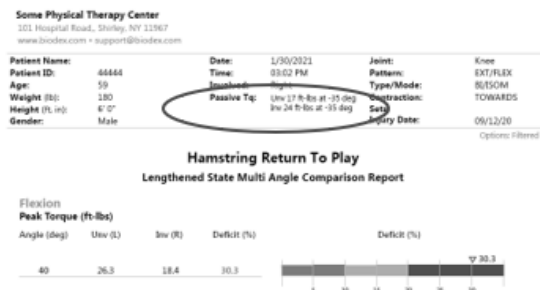 Some Physical Therapy Center
101 Hospital Road., Shirley, NY 11967
www.biodex.com • support@biodex.com
Patient Name: Date: 1/30/2021 Joint: Knee
Patient ID: 44444 Time: 03:02 PM Pattern: EXT/FLEX
Age: 59 Involved: Right Type/Mode: BI/ISOM
Weight (lb): 180 Passive Tq: Unv 17 ft-lbs at -35 deg Contraction: TOWARDS
Height (ft, in): 6' 0" Inv 24 ft-lbs at -35 deg
Gender: Male Injury Date: 09/12/20
Options: Filtered
Hamstring Return To Play
Lengthened State Multi Angle Comparison Report
Flexion
Peak Torque (ft-lbs)
Angle (deg) Unv (L) Inv (R) Deficit (%) Deficit (%)
30.3
40 26.3 18.4 30.3